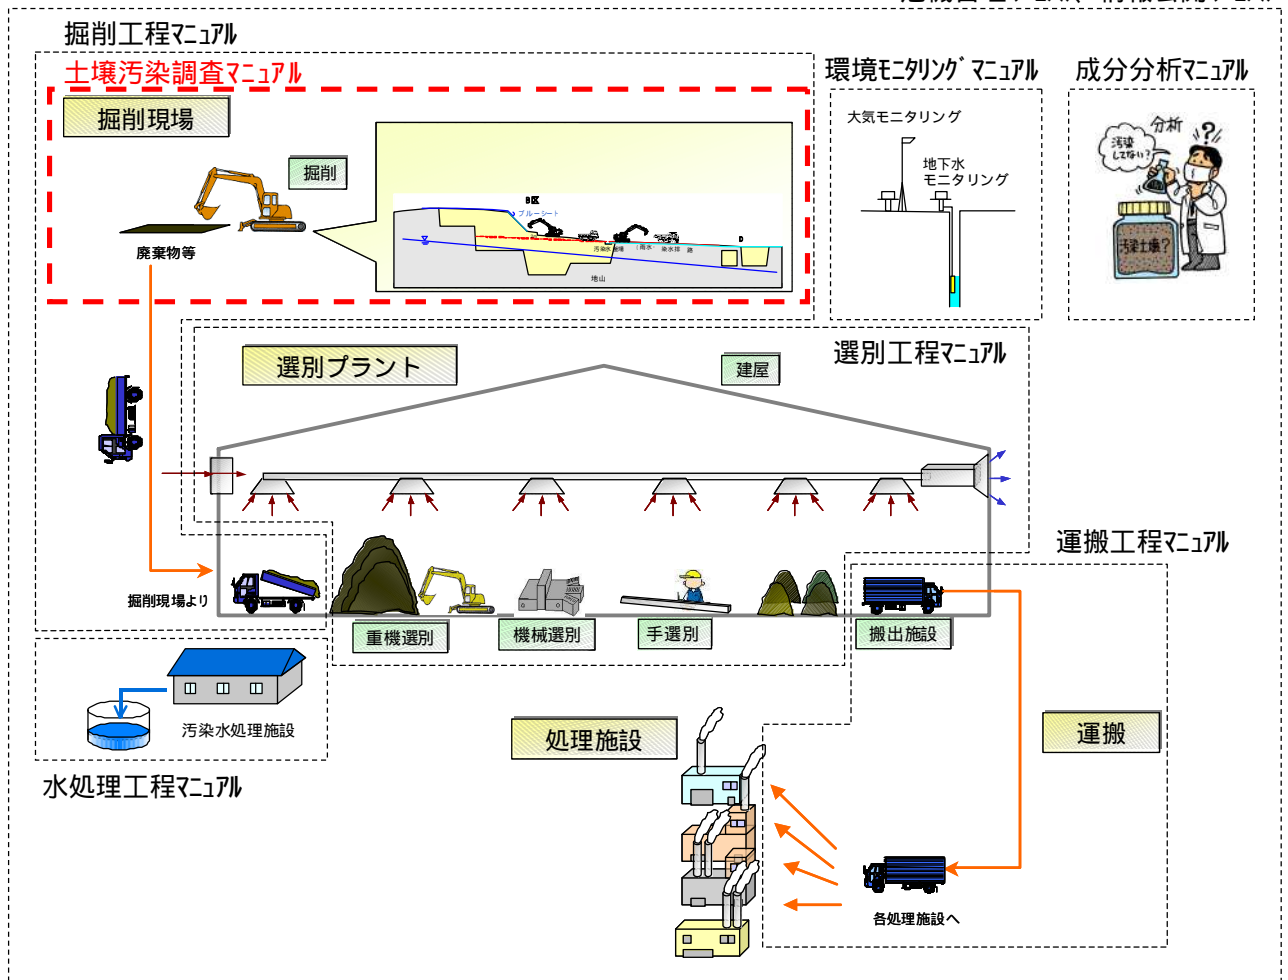 掘削工程マニュアル
土壌汚染調査マニュアル
環境モニタリングマニュアル
成分分析マニュアル
掘削現場
掘削
廃棄物等
ブルーシート
地山
大気モニタリング
地下水
モニタリング
分析
汚染
してない?
汚染土壌?
選別プラント
建屋
選別工程マニュアル
運搬工程マニュアル
掘削現場より
重機選別
機械選別
手選別
搬出施設
汚染水処理施設
水処理工程マニュアル
処理施設
運搬
各処理施設へ